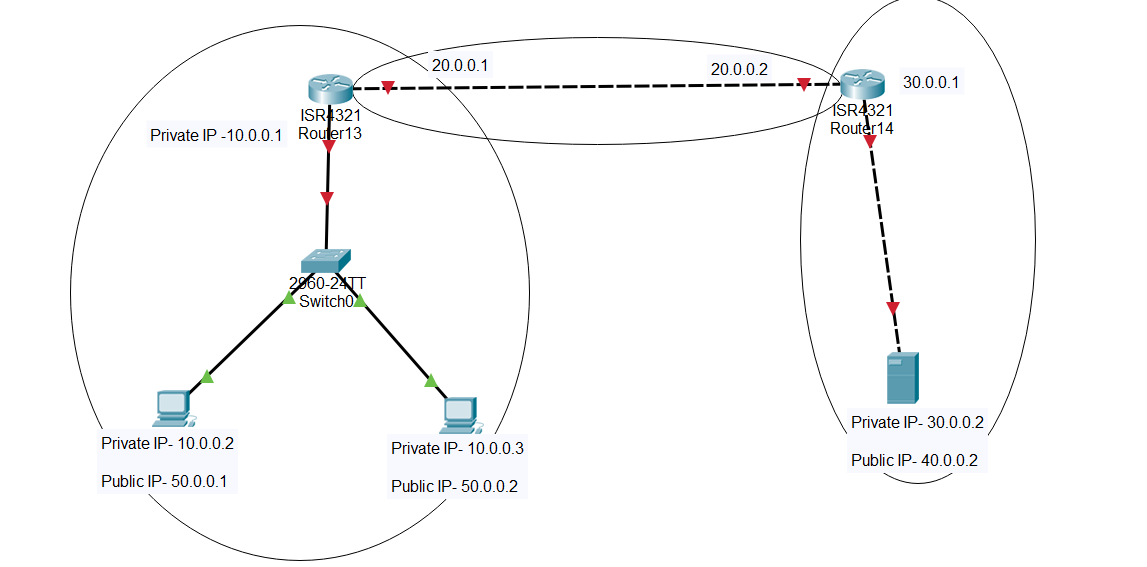 20.0.0.1
20.0.0.2
30.0.0.1
ISR4321
Router13
ISR4321
Router14
Private IP -10.0.0.1
2960-24TT
Switch0
Private IP- 10.0.0.2
Public IP- 50.0.0.1
Private IP- 10.0.0.3
Public IP- 50.0.0.2
Private IP- 30.0.0.2
Public IP- 40.0.0.2